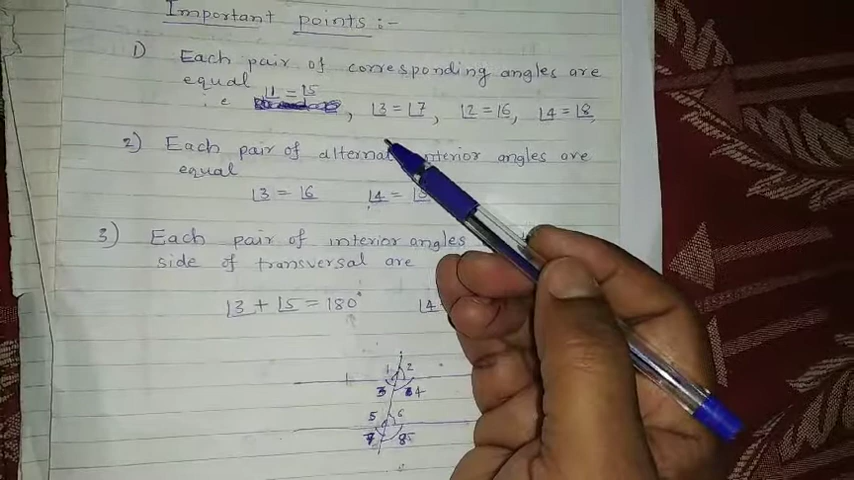 Important points :-
1) Each pair of corresponding angles are
equal ∠1 = ∠5
i.e , ∠3 = ∠7, ∠2 = ∠6, ∠4 = ∠8,
2) Each pair of alternat interior angles are
equal
∠3 = ∠6 ∠4 =
3) Each pair of interior angles
side of transversal are
∠3 + ∠5 = 180° ∠4
1 2
3 4
5 6
7 8